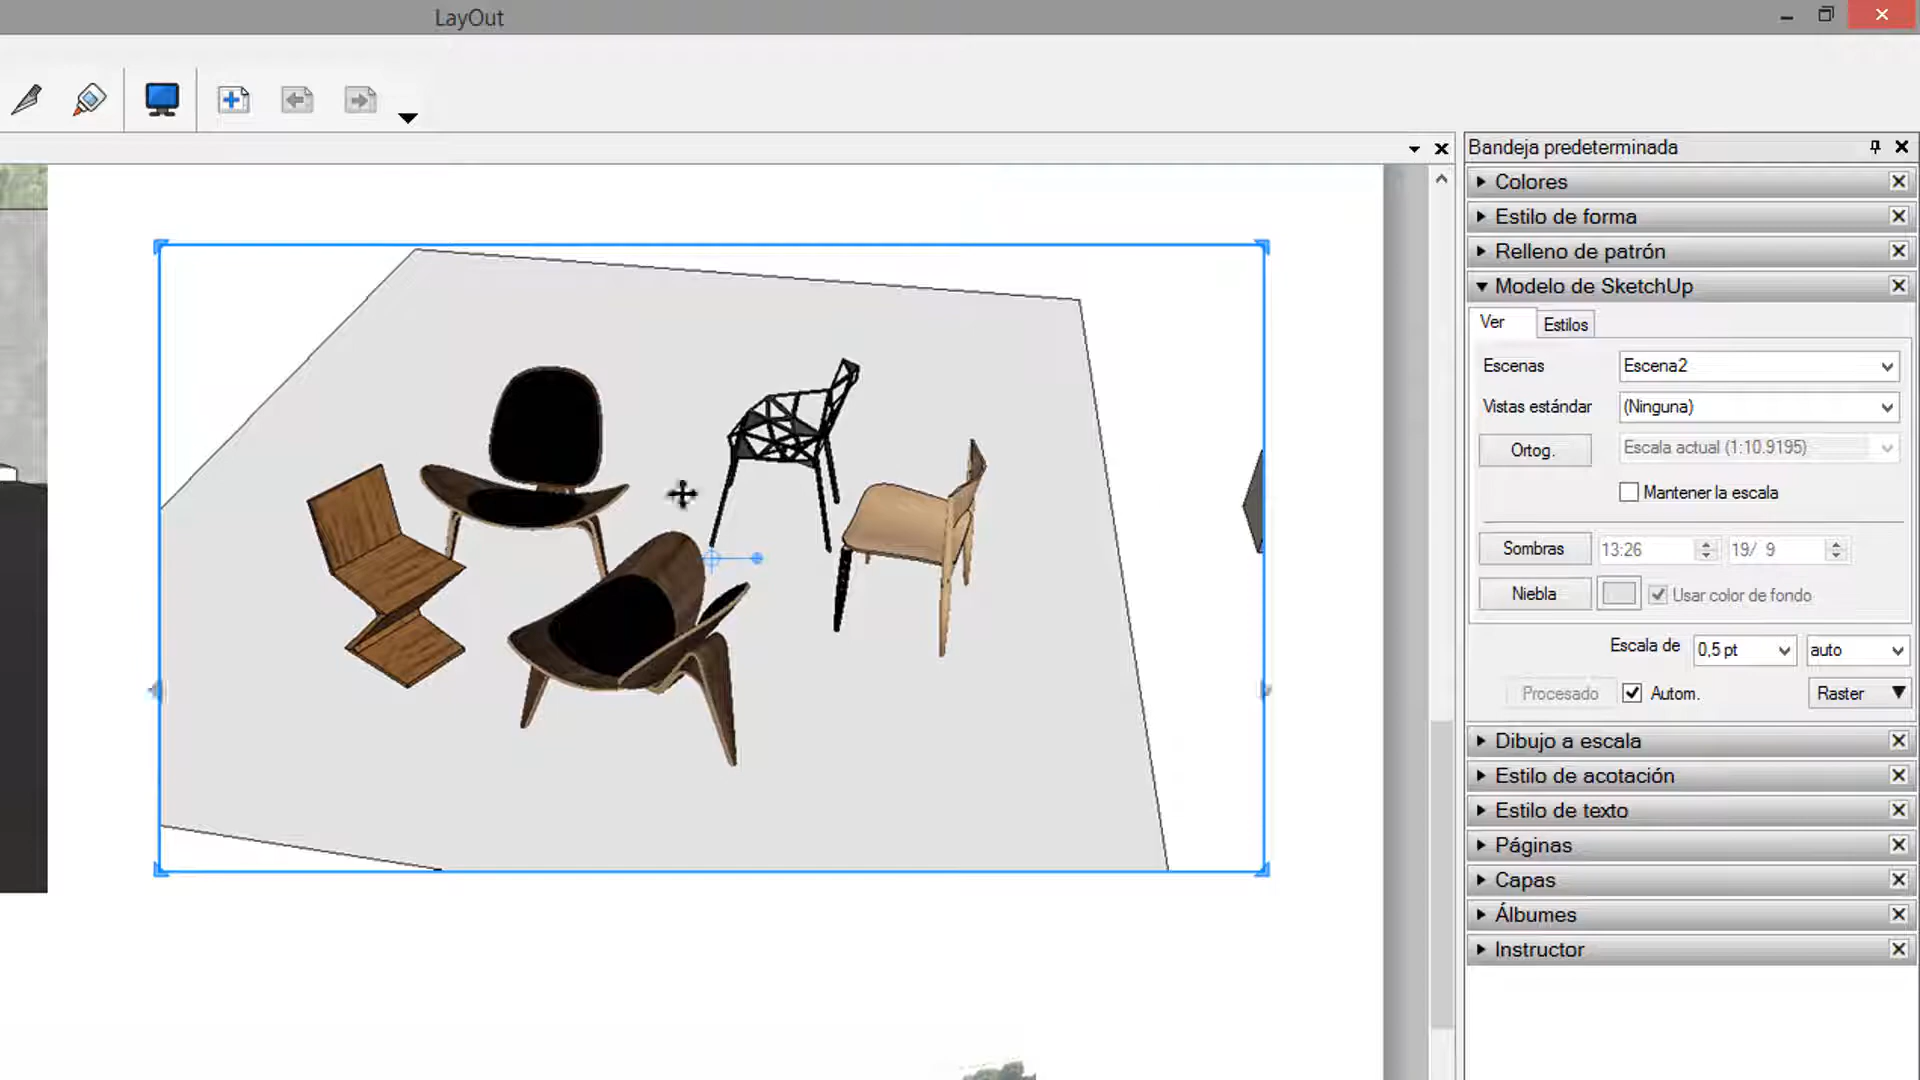 LayOut
Bandeja predeterminada
Colores
Estilo de forma
Relleno de patrón
Modelo de SketchUp
Ver Estilos
Escenas Escena2
Vistas estándar (Ninguna)
Ortog. Escala actual (1:10.9195)
Mantener la escala
Sombras 13:26 19/ 9
Niebla Usar color de fondo
Escala de 0,5 pt auto
Procesado Autom. Raster
Dibujo a escala
Estilo de acotación
Estilo de texto
Páginas
Capas
Álbumes
Instructor